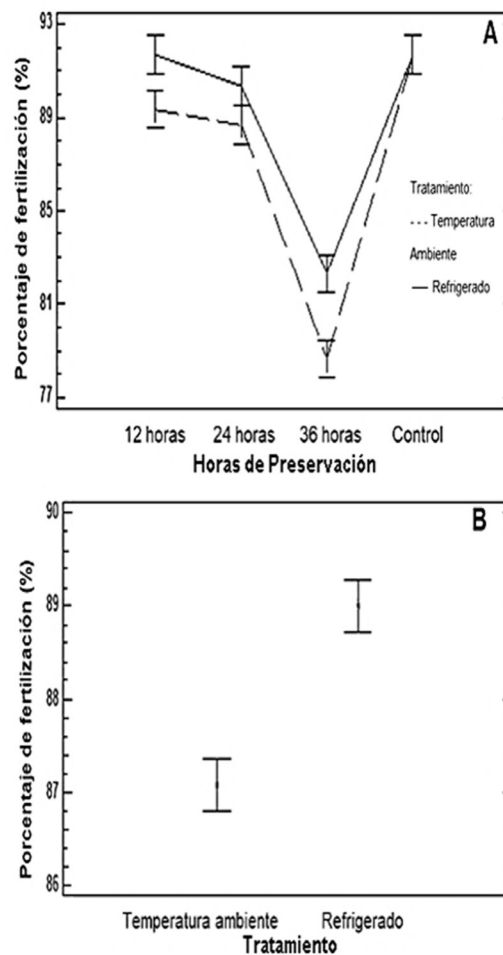 A
Porcentaje de fertilización (%)
93
89
85
81
77
Tratamiento:
--- Temperatura
Ambiente
— Refrigerado
12 horas 24 horas 36 horas Control
Horas de Preservación
B
Porcentaje de fertilización (%)
90
89
88
87
86
Temperatura ambiente Refrigerado
Tratamiento